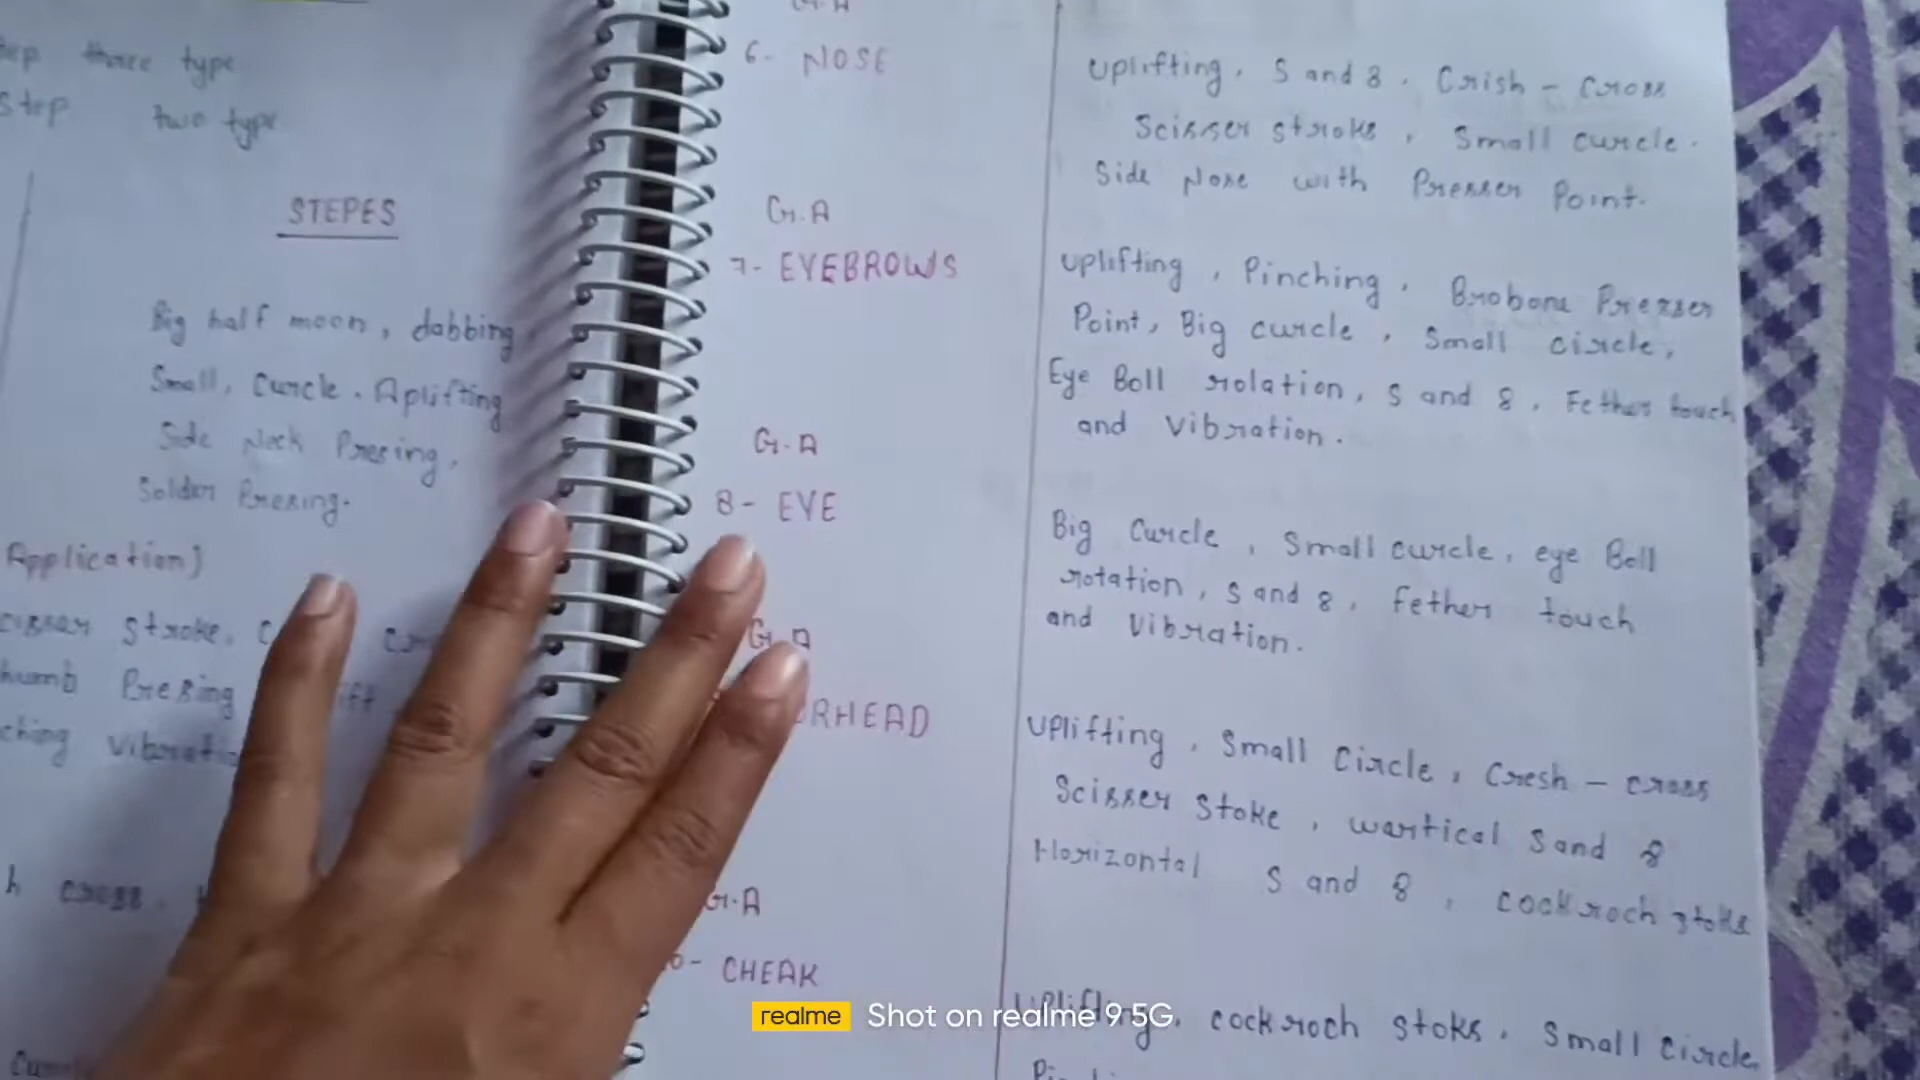 there type
Step two type
STEPES
Big half moon, dabbing
Small, Curcle. Aplifting
Side Neck Presing,
Solder Presing.
Application)
stroke,
Presing
vibratio
h cross.
G.A
6- NOSE
Uplifting, S and 8. Crish - Cross
Scisser stroke, Small curcle.
Side Nose with Presser Point.
G.A
7- EYEBROWS
Uplifting, Pinching. Brobone Presser
Point, Big curcle, Small circle,
Eye Boll rolation, S and 8, Fether touch
and Vibration.
G.A
8- EYE
Big Curcle, Small curcle, eye Boll
rotation, S and 8, Fether touch
and Vibration.
G.A
ORHEAD
Uplifting, Small Circle, Cresh - cross
Scisser Stoke, wartical S and 8
Horizontal S and 8, cockroch stoks
G.A
- CHEAK
Uplifting, cockroch stoks, Small circle,
realme Shot on realme 9 5G